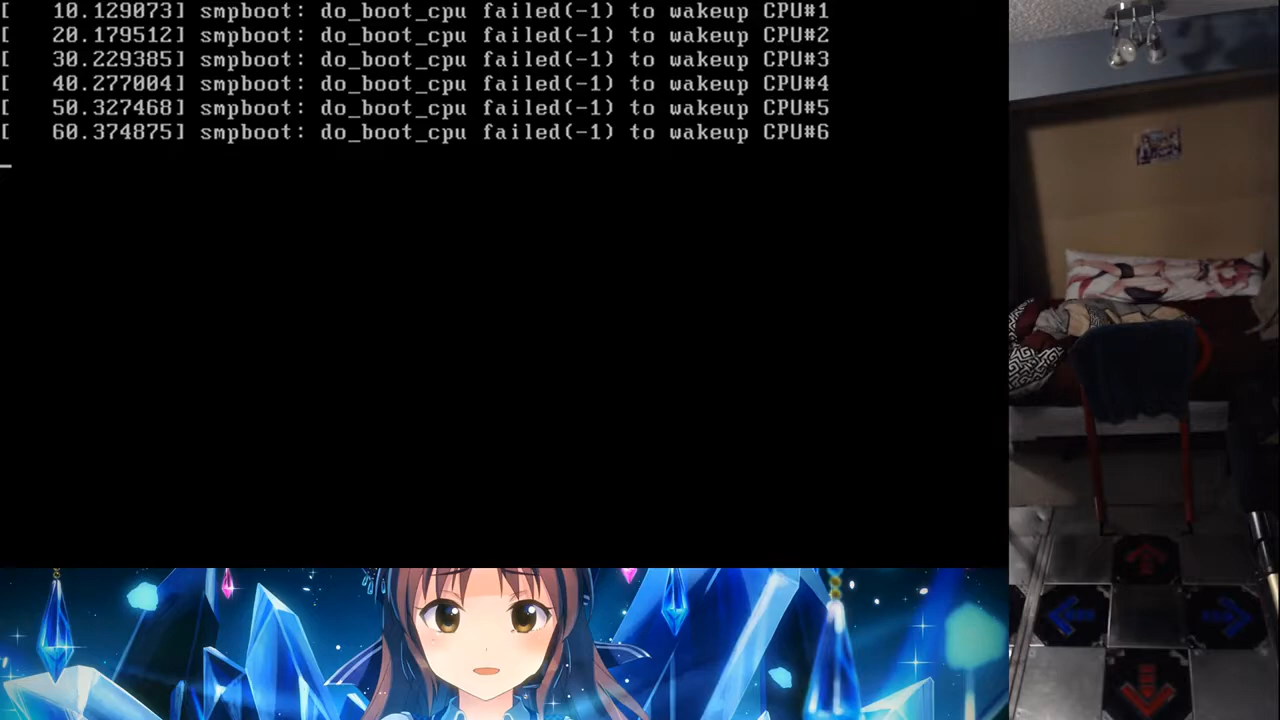 [   10.129073] smpboot: do_boot_cpu failed(-1) to wakeup CPU#1
[   20.179512] smpboot: do_boot_cpu failed(-1) to wakeup CPU#2
[   30.229385] smpboot: do_boot_cpu failed(-1) to wakeup CPU#3
[   40.277004] smpboot: do_boot_cpu failed(-1) to wakeup CPU#4
[   50.327468] smpboot: do_boot_cpu failed(-1) to wakeup CPU#5
[   60.374875] smpboot: do_boot_cpu failed(-1) to wakeup CPU#6